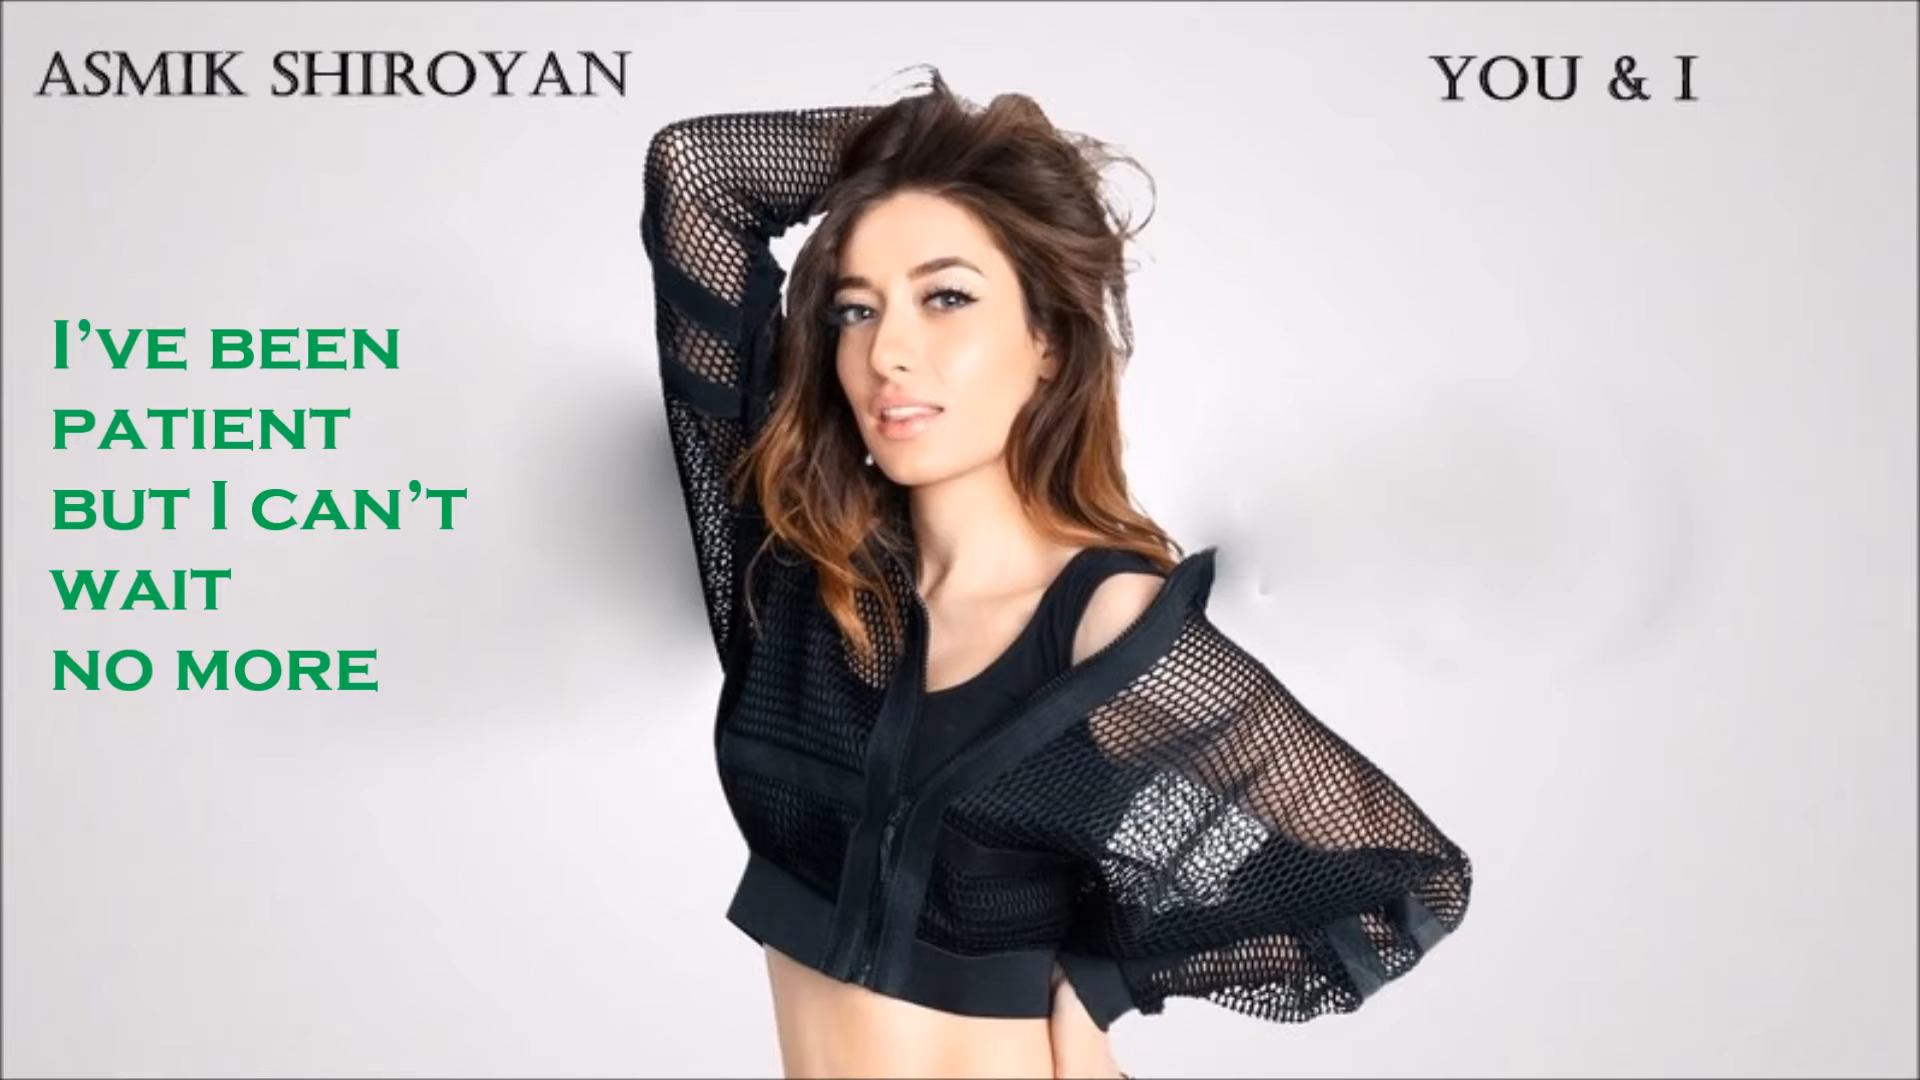 ASMIK SHIROYAN
YOU & I
I’VE BEEN
PATIENT
BUT I CAN’T
WAIT
NO MORE